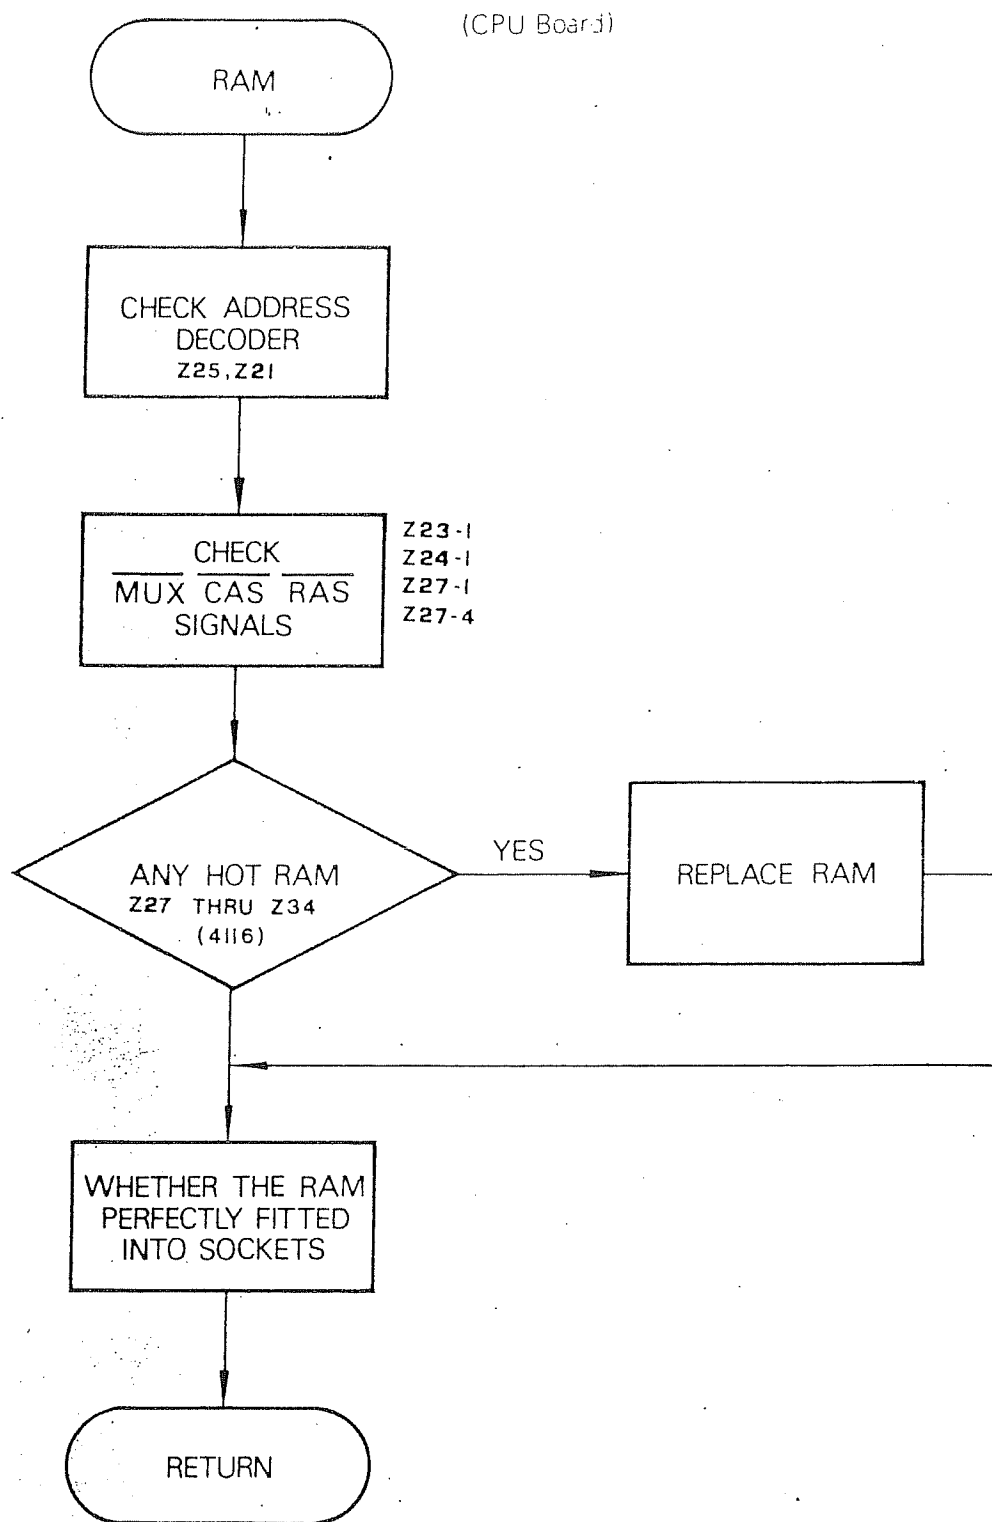 (CPU Board)
RAM
CHECK ADDRESS
DECODER
Z25,Z21
CHECK
MUX CAS RAS
SIGNALS
Z23-1
Z24-1
Z27-1
Z27-4
ANY HOT RAM
Z27 THRU Z34
(4116)
YES
REPLACE RAM
WHETHER THE RAM
PERFECTLY FITTED
INTO SOCKETS
RETURN